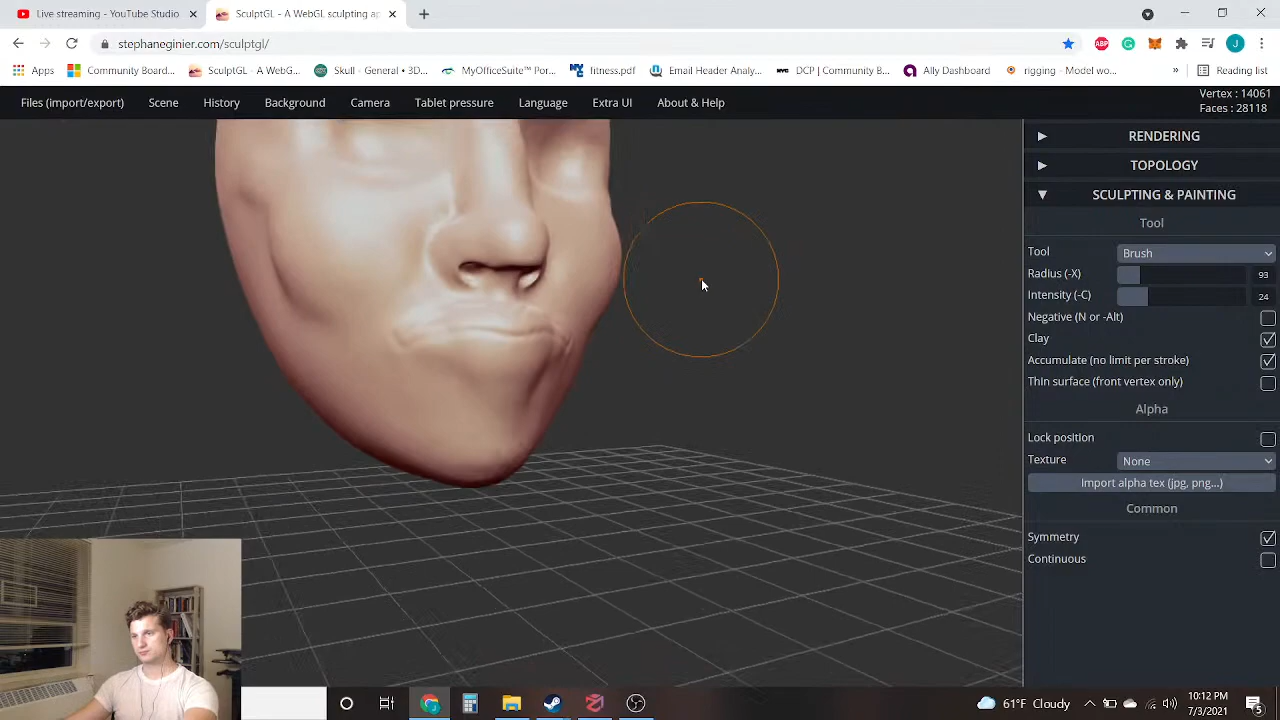 Live streaming - YouTube Studio
SculptGL - A WebGL sculpting ap
stephaneginier.com/sculptgl/
ABP
J
Apps
Community Board...
SculptGL - A WebG...
Skull - General • 3D...
MyOfficeSuite™ Por...
fitness.pdf
Email Header Analy...
NYC DCP | Community B...
Ally Dashboard
rigging - Model wo...
»
Reading list
Files (import/export) Scene History Background Camera Tablet pressure Language Extra UI About & Help
Vertex : 14061
Faces : 28118
RENDERING
TOPOLOGY
SCULPTING & PAINTING
Tool
Tool Brush
Radius (-X) 93
Intensity (-C) 24
Negative (N or -Alt)
Clay
Accumulate (no limit per stroke)
Thin surface (front vertex only)
Alpha
Lock position
Texture None
Import alpha tex (jpg, png...)
Common
Symmetry
Continuous
61°F Cloudy
10:12 PM
7/3/2021
5